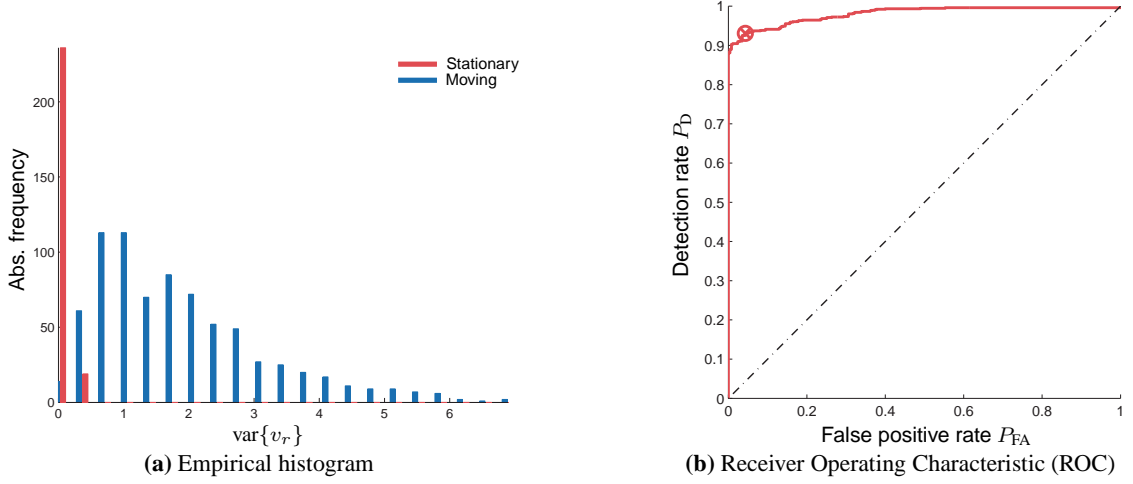 Stationary
Moving
Abs. frequency
200
150
100
50
0
0 1 2 3 4 5 6
var{v_r}
(a) Empirical histogram
Detection rate P_D
1
0.9
0.8
0.7
0.6
0.5
0.4
0.3
0.2
0.1
0
0 0.2 0.4 0.6 0.8 1
False positive rate P_FA
(b) Receiver Operating Characteristic (ROC)